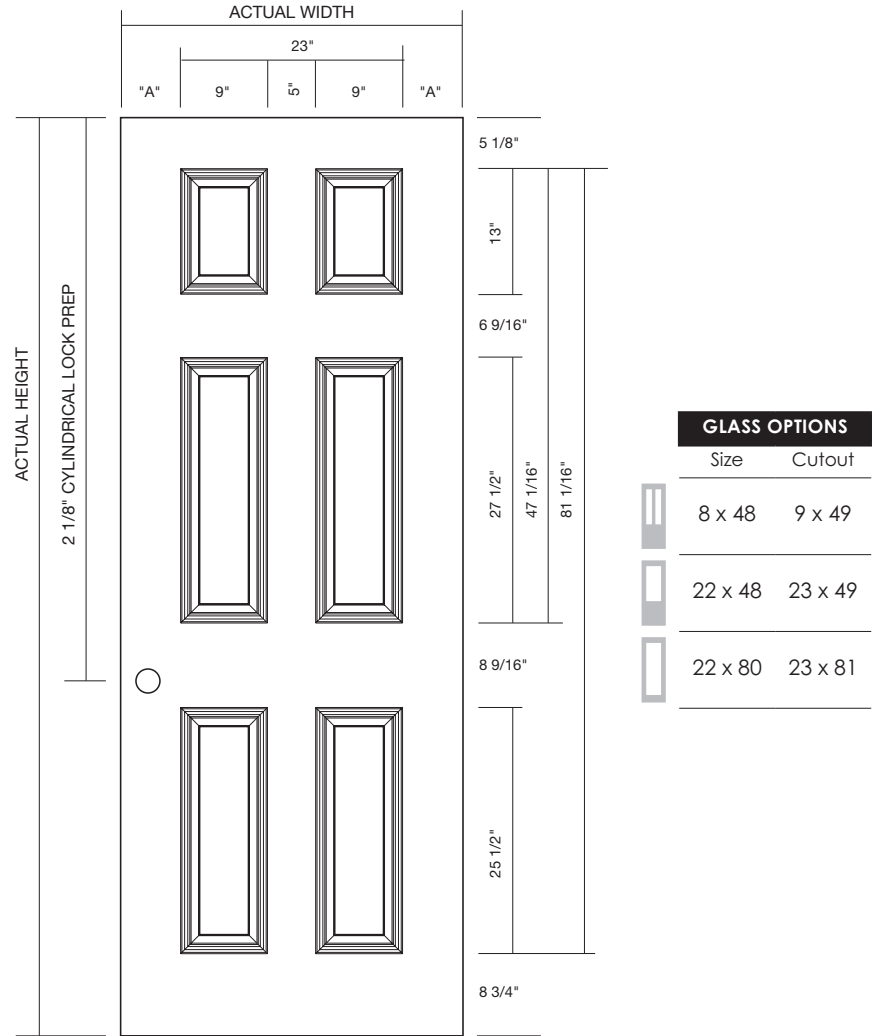 ACTUAL WIDTH
23"
"A" 9" 5" 9" "A"
5 1/8"
13"
6 9/16"
27 1/2"
47 1/16"
81 1/16"
8 9/16"
25 1/2"
8 3/4"
ACTUAL HEIGHT
2 1/8" CYLINDRICAL LOCK PREP
GLASS OPTIONS
Size Cutout
8 x 48 9 x 49
22 x 48 23 x 49
22 x 80 23 x 81